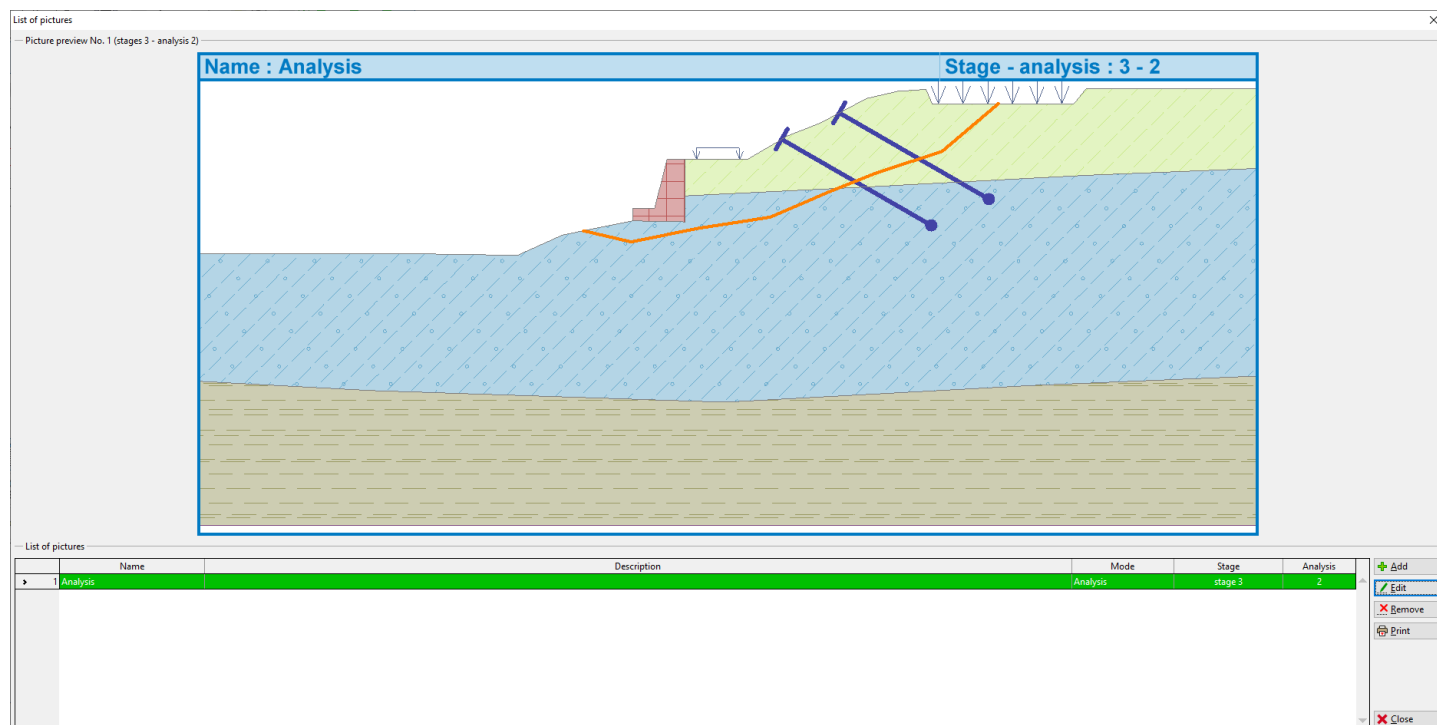 List of pictures
Picture preview No. 1 (stages 3 - analysis 2)
Name : Analysis Stage - analysis : 3 - 2
List of pictures
Name Description Mode Stage Analysis
1 Analysis Analysis stage 3 2
Add
Edit
Remove
Print
Close